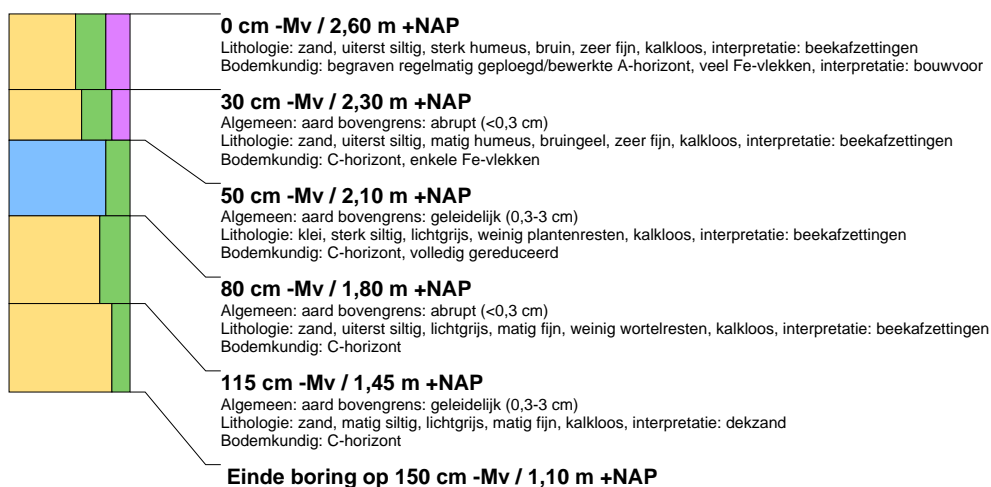 0 cm -Mv / 2,60 m +NAP
Lithologie: zand, uiterst siltig, sterk humeus, bruin, zeer fijn, kalkloos, interpretatie: beekafzettingen
Bodemkundig: begraven regelmatig geploegd/bewerkte A-horizont, veel Fe-vlekken, interpretatie: bouwvoor
30 cm -Mv / 2,30 m +NAP
Algemeen: aard bovengrens: abrupt (<0,3 cm)
Lithologie: zand, uiterst siltig, matig humeus, bruingeel, zeer fijn, kalkloos, interpretatie: beekafzettingen
Bodemkundig: C-horizont, enkele Fe-vlekken
50 cm -Mv / 2,10 m +NAP
Algemeen: aard bovengrens: geleidelijk (0,3-3 cm)
Lithologie: klei, sterk siltig, lichtgrijs, weinig plantenresten, kalkloos, interpretatie: beekafzettingen
Bodemkundig: C-horizont, volledig gereduceerd
80 cm -Mv / 1,80 m +NAP
Algemeen: aard bovengrens: abrupt (<0,3 cm)
Lithologie: zand, uiterst siltig, lichtgrijs, matig fijn, weinig wortelresten, kalkloos, interpretatie: beekafzettingen
Bodemkundig: C-horizont
115 cm -Mv / 1,45 m +NAP
Algemeen: aard bovengrens: geleidelijk (0,3-3 cm)
Lithologie: zand, matig siltig, lichtgrijs, matig fijn, kalkloos, interpretatie: dekzand
Bodemkundig: C-horizont
Einde boring op 150 cm -Mv / 1,10 m +NAP